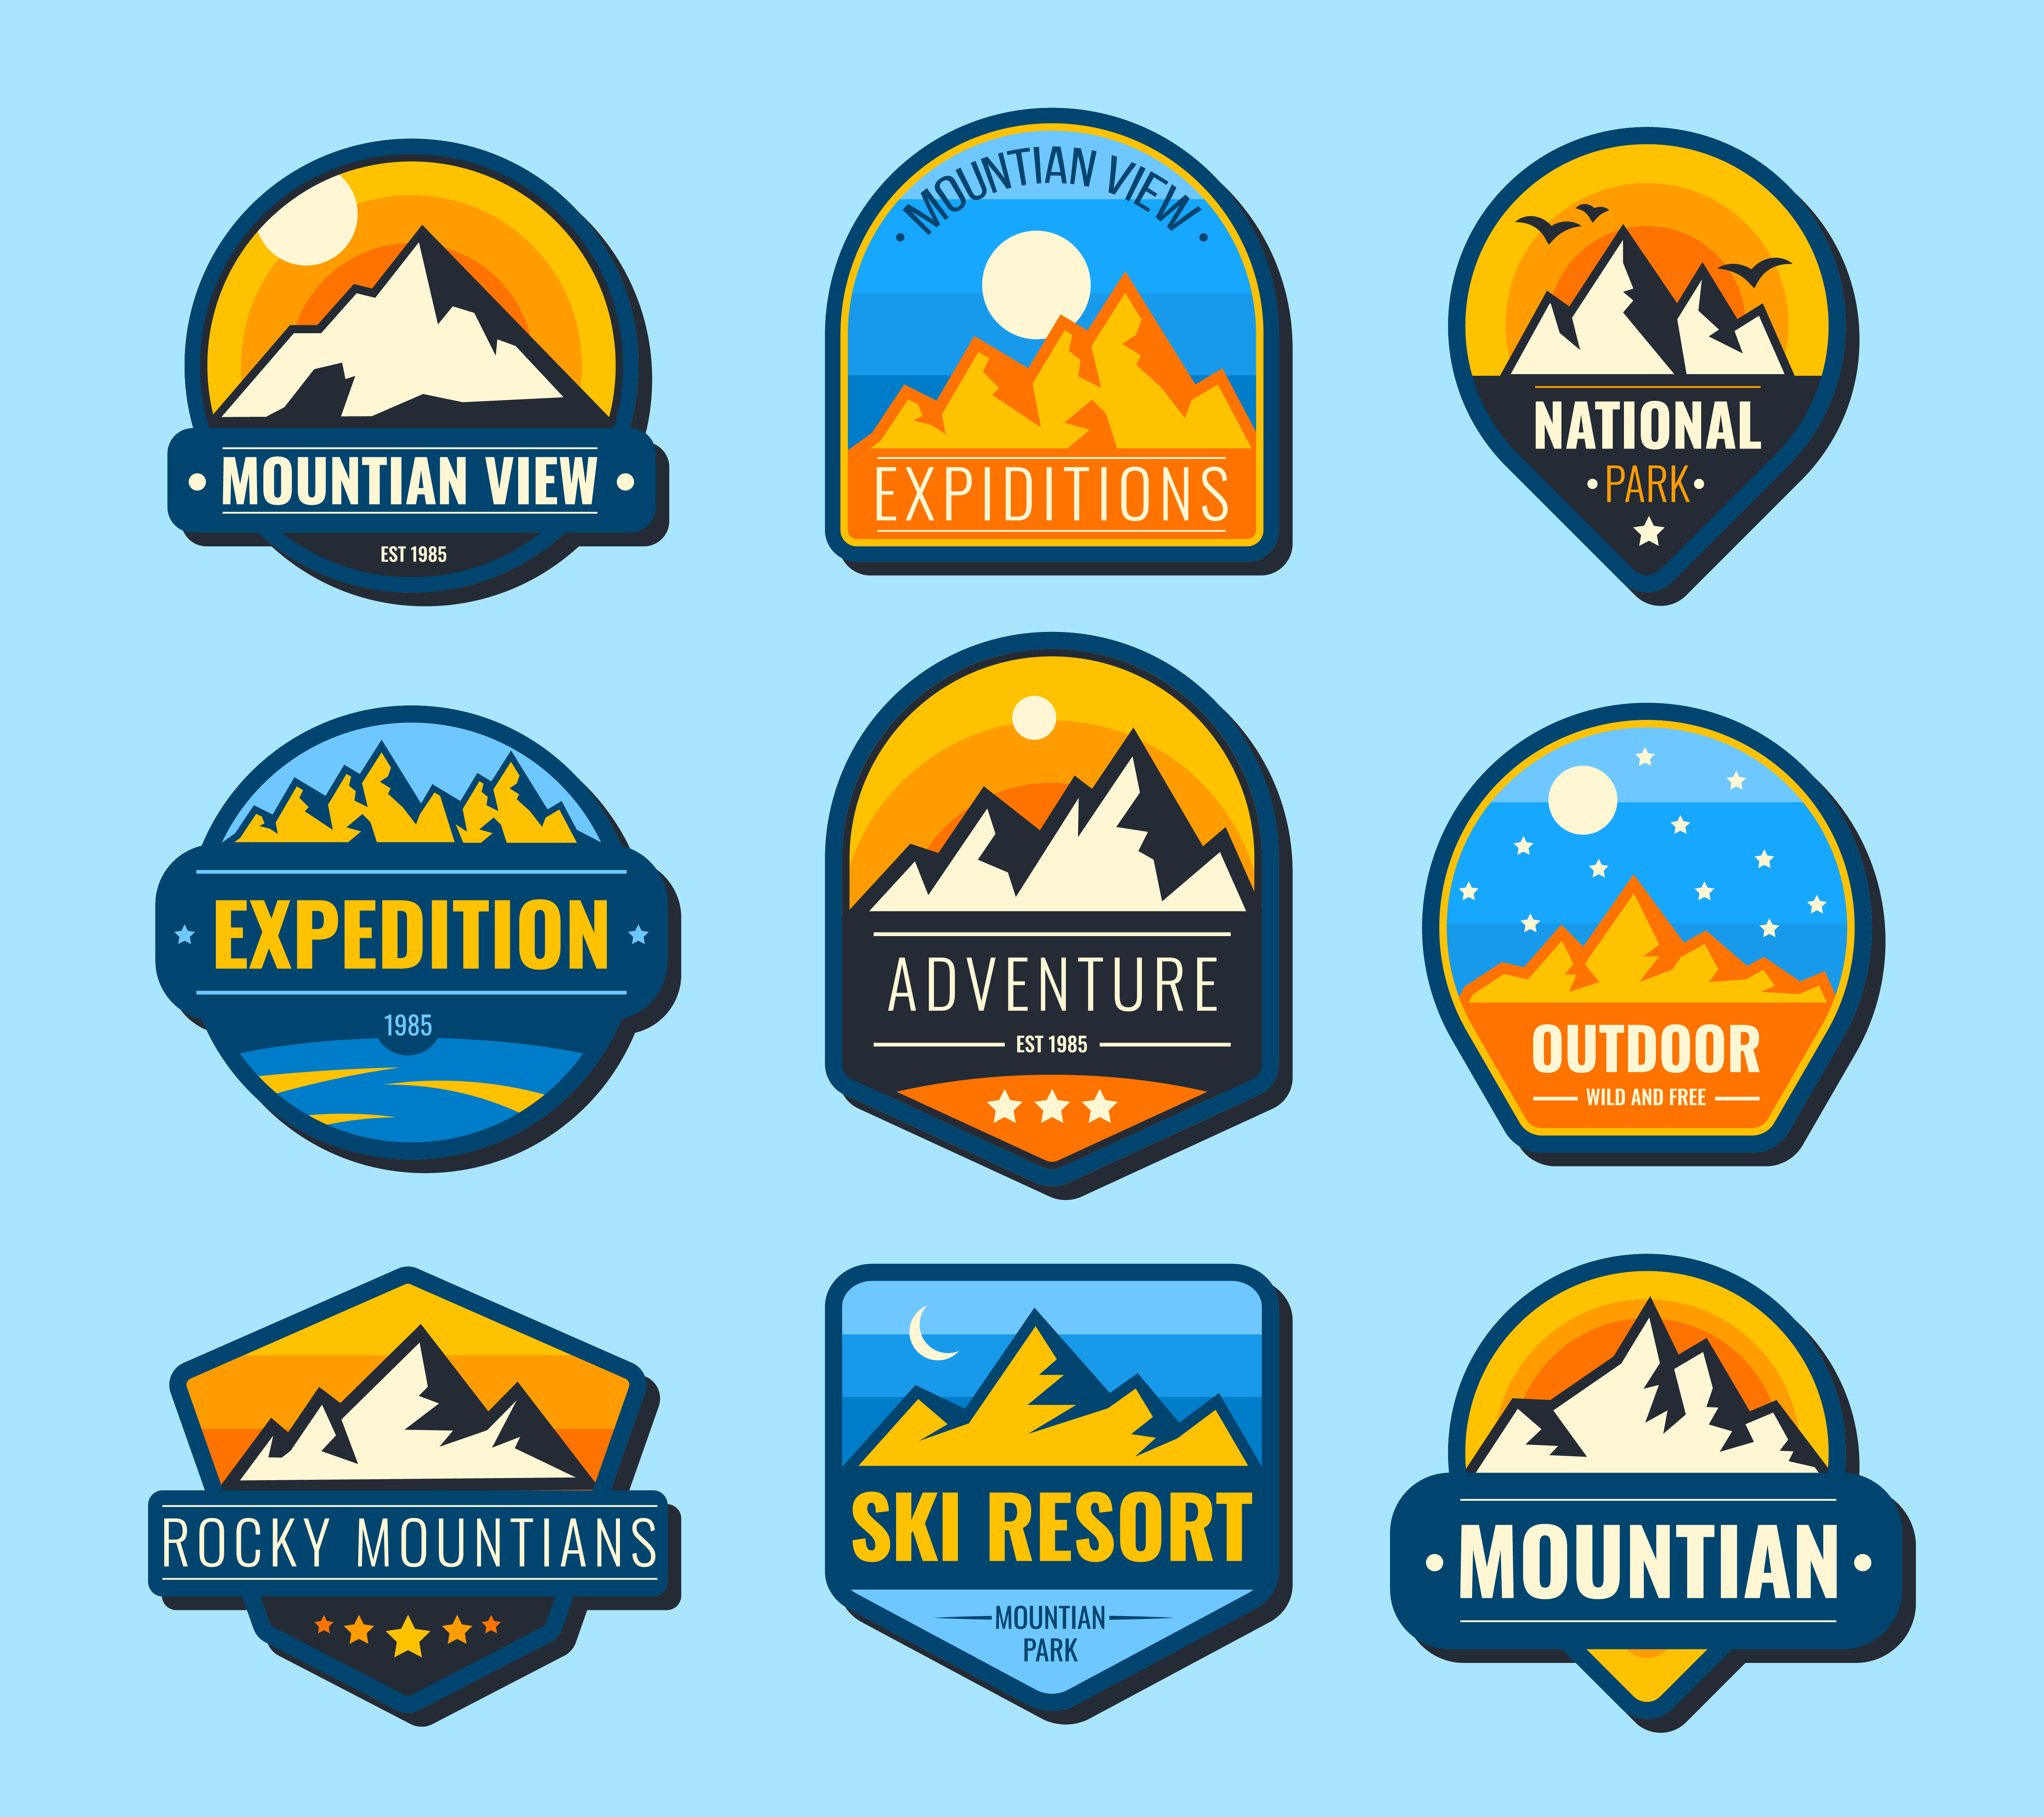 MOUNTIAN VIEW
EST 1985
• MOUNTIAN VIEW •
EXPIDITIONS
NATIONAL
• PARK •
EXPEDITION
1985
ADVENTURE
EST 1985
OUTDOOR
WILD AND FREE
ROCKY MOUNTIANS
SKI RESORT
MOUNTIAN
PARK
MOUNTIAN